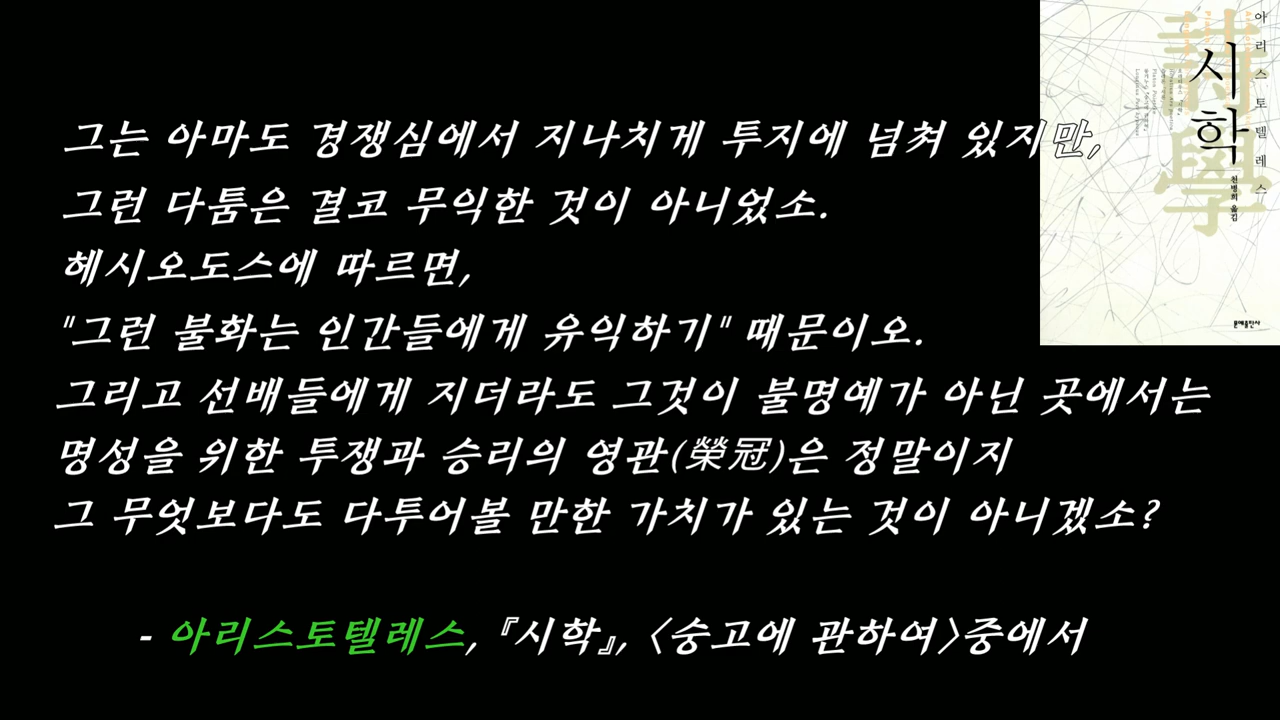 그는 아마도 경쟁심에서 지나치게 투지에 넘쳐 있지만,
그런 다툼은 결코 무익한 것이 아니었소.
헤시오도스에 따르면,
"그런 불화는 인간들에게 유익하기" 때문이오.
그리고 선배들에게 지더라도 그것이 불명예가 아닌 곳에서는
명성을 위한 투쟁과 승리의 영관(榮冠)은 정말이지
그 무엇보다도 다투어볼 만한 가치가 있는 것이 아니겠소?
- 아리스토텔레스, 『시학』, 〈숭고에 관하여〉중에서
아리스토텔레스
시학
詩學
천병희 옮김
문예출판사